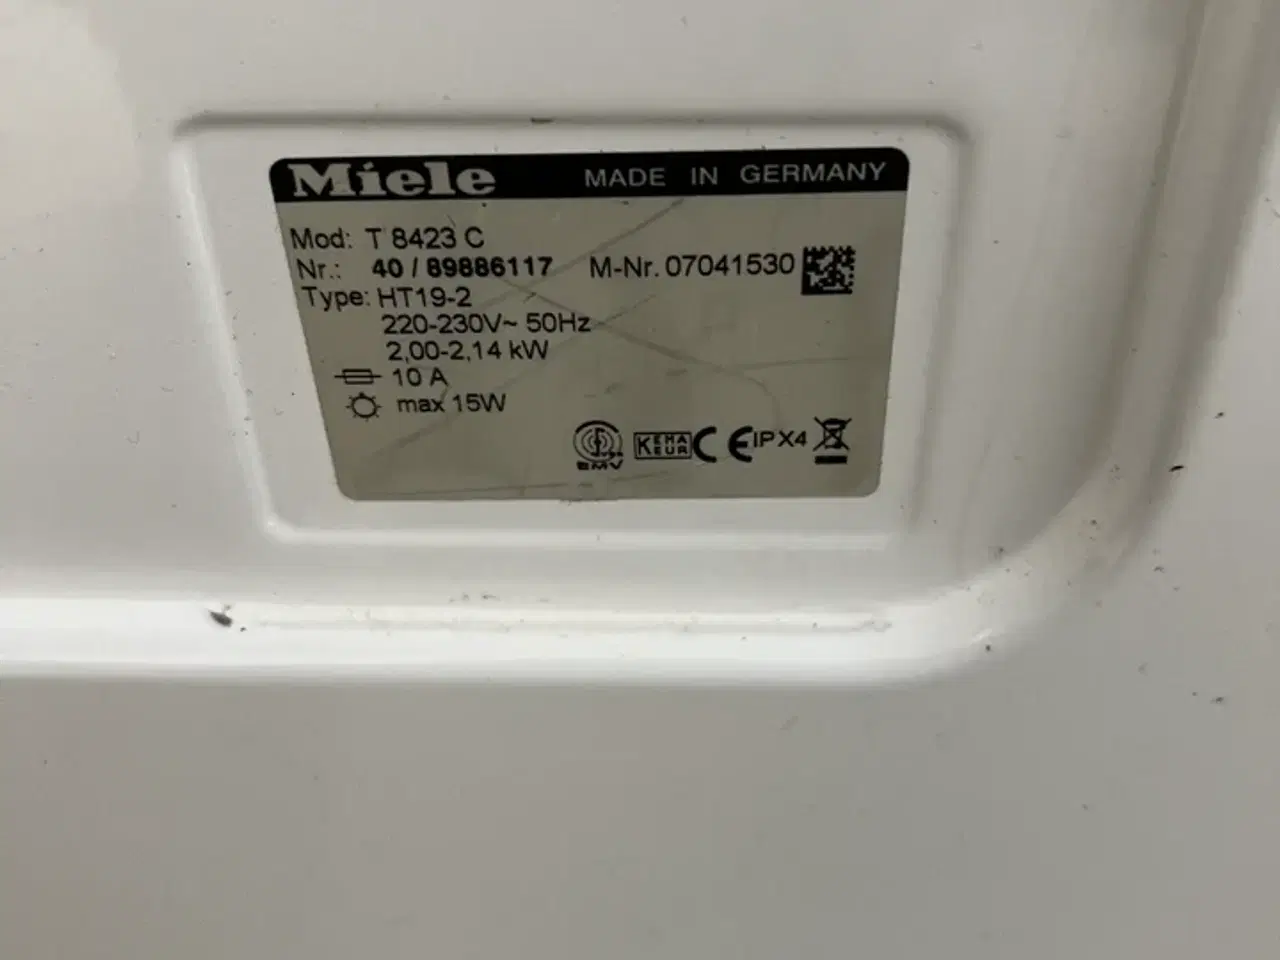 Miele MADE IN GERMANY
Mod: T 8423 C
Nr.: 40 / 89886117 M-Nr. 07041530
Type: HT19-2
220-230V~ 50Hz
2,00-2,14 kW
10 A
max 15W
EMV KEMA KEUR CE IPX4